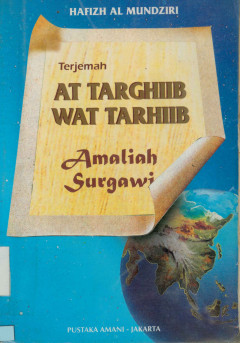 HAFIZH AL MUNDZIRI
Terjemah
AT TARGHIIB
WAT TARHIIB
Amaliah
Surgawi
PUSTAKA AMANI - JAKARTA